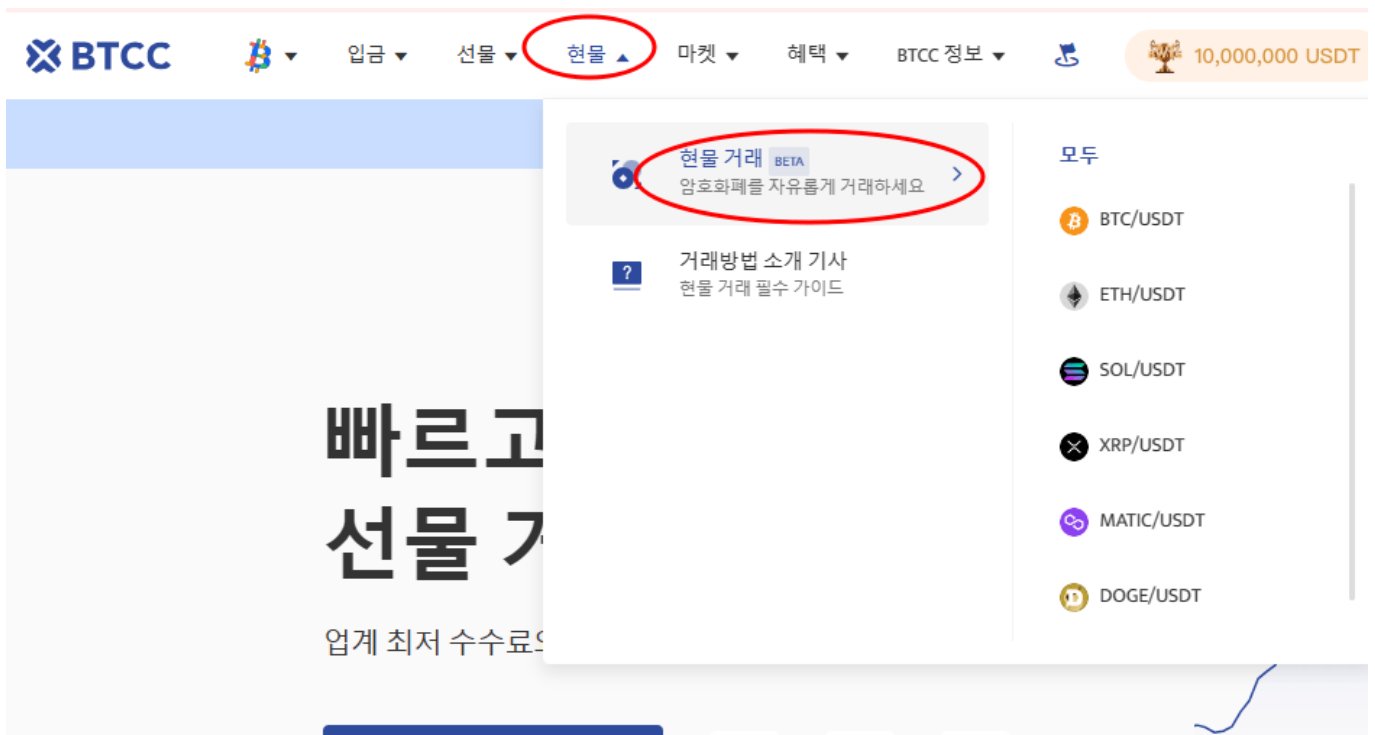 BTCC
입금
선물
현물
마켓
혜택
BTCC 정보
10,000,000 USDT
현물 거래 BETA
암호화폐를 자유롭게 거래하세요
거래방법 소개 기사
현물 거래 필수 가이드
모두
BTC/USDT
ETH/USDT
SOL/USDT
XRP/USDT
MATIC/USDT
DOGE/USDT
빠르고
선물
업계 최저